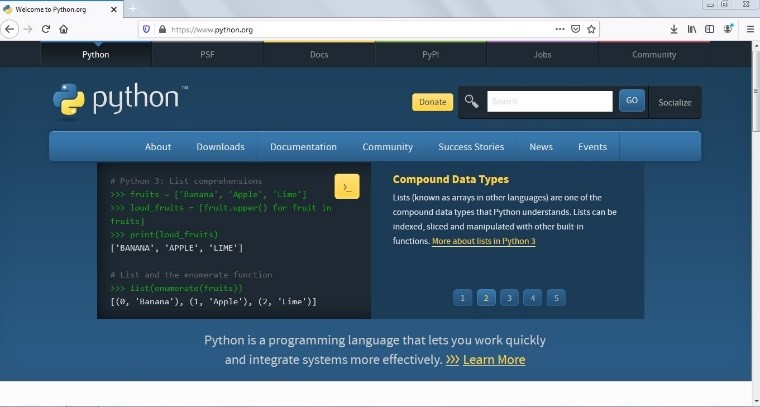 Welcome to Python.org
https://www.python.org
Python PSF Docs PyPI Jobs Community
python™
Donate Search GO Socialize
About Downloads Documentation Community Success Stories News Events
# Python 3: List comprehensions
>>> fruits = ['Banana', 'Apple', 'Lime']
>>> loud_fruits = [fruit.upper() for fruit in
fruits]
>>> print(loud_fruits)
['BANANA', 'APPLE', 'LIME']
# List and the enumerate function
>>> list(enumerate(fruits))
[(0, 'Banana'), (1, 'Apple'), (2, 'Lime')]
>_
Compound Data Types
Lists (known as arrays in other languages) are one of the
compound data types that Python understands. Lists can be
indexed, sliced and manipulated with other built-in
functions. More about lists in Python 3
1 2 3 4 5
Python is a programming language that lets you work quickly
and integrate systems more effectively. >>> Learn More